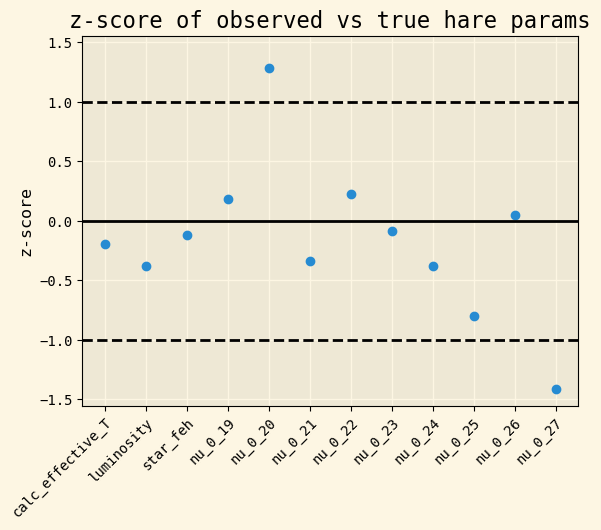 z-score of observed vs true hare params
1.5
1.0
0.5
0.0
−0.5
−1.0
−1.5
z-score
calc_effective_T
luminosity
star_feh
nu_0_19
nu_0_20
nu_0_21
nu_0_22
nu_0_23
nu_0_24
nu_0_25
nu_0_26
nu_0_27